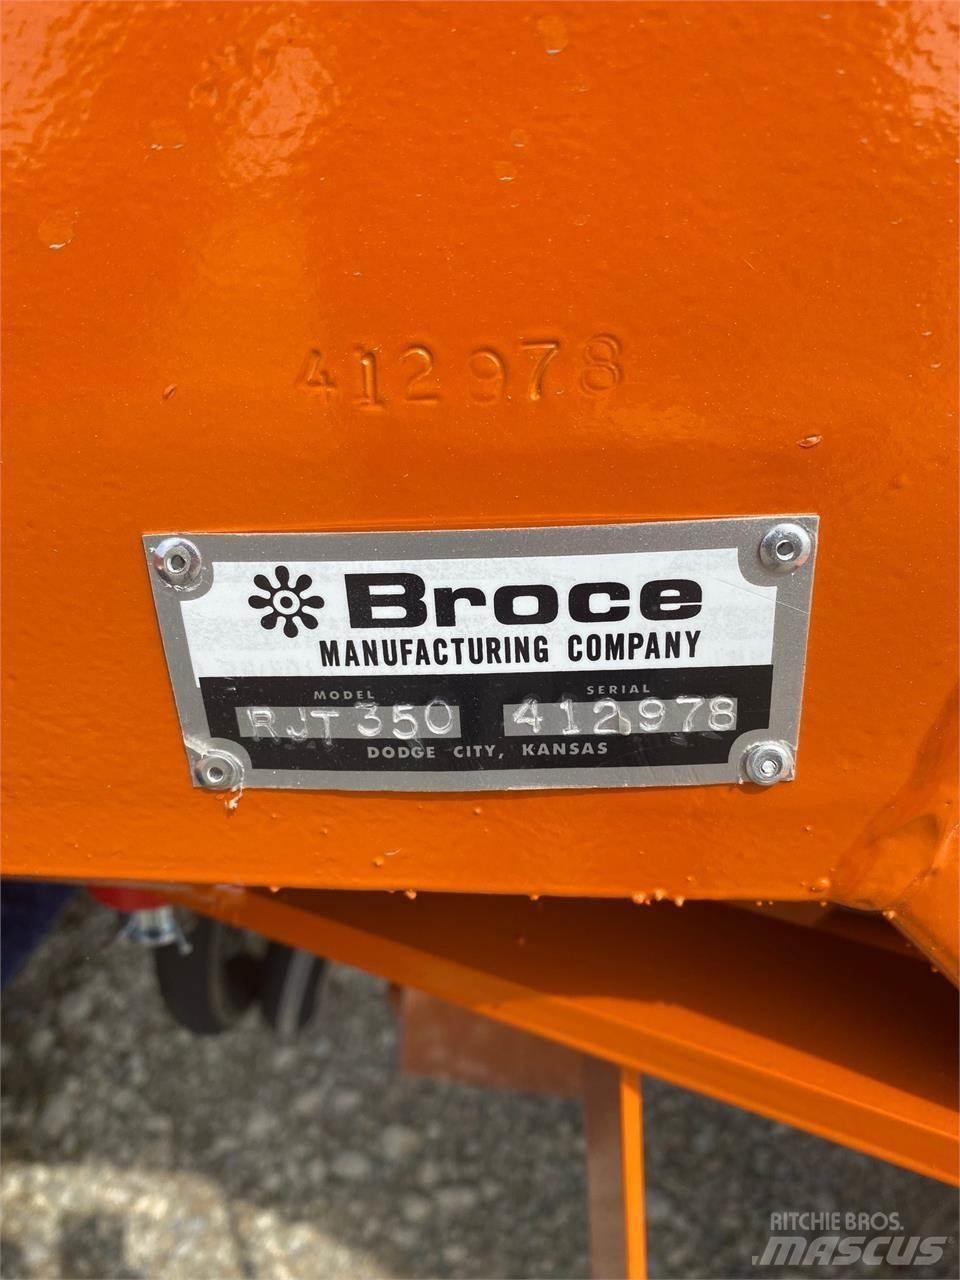 412978
Broce
MANUFACTURING COMPANY
MODEL SERIAL
RJT350 412978
DODGE CITY, KANSAS
RITCHIE BROS.
MASCUS